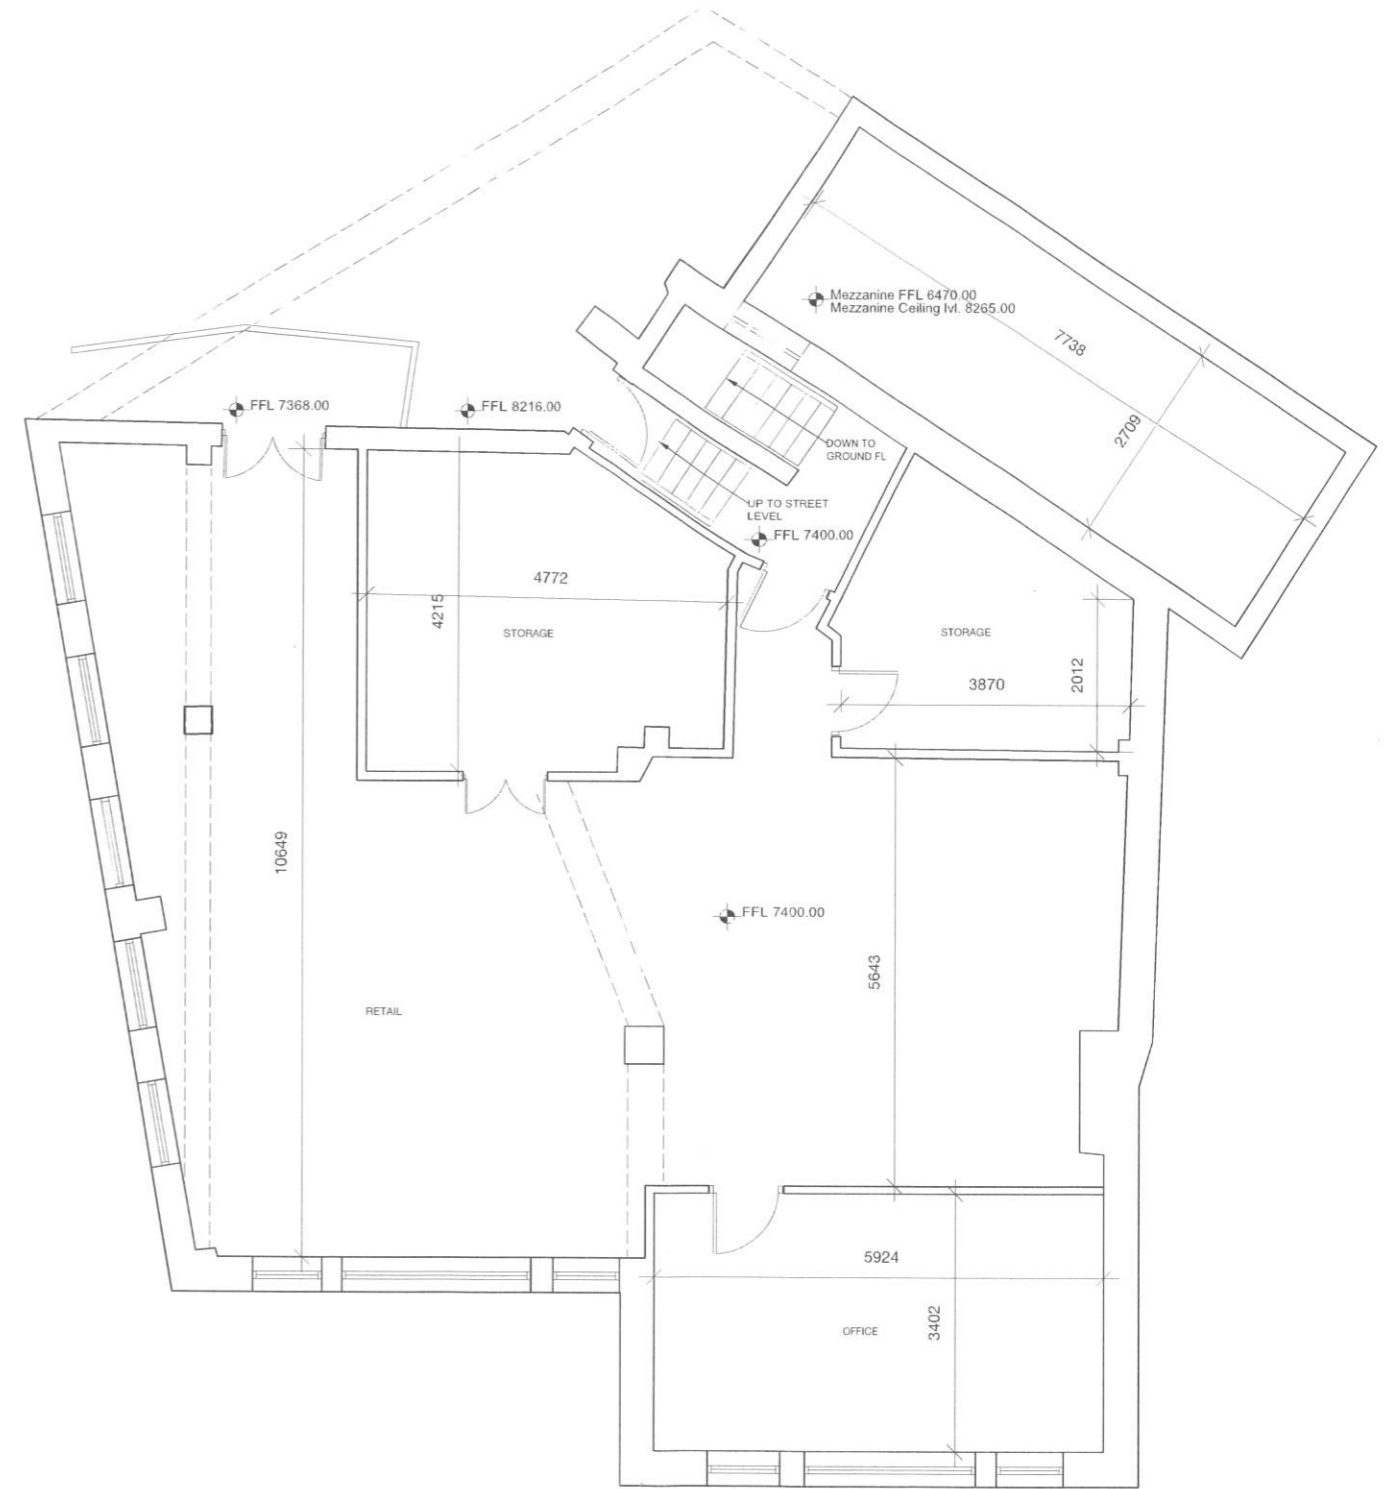 Mezzanine FFL 6470.00
Mezzanine Ceiling lvl. 8265.00
7738
2709
FFL 7368.00
FFL 8216.00
DOWN TO
GROUND FL
UP TO STREET
LEVEL
FFL 7400.00
4772
4215
STORAGE
STORAGE
3870
2012
10649
FFL 7400.00
5643
RETAIL
5924
3402
OFFICE